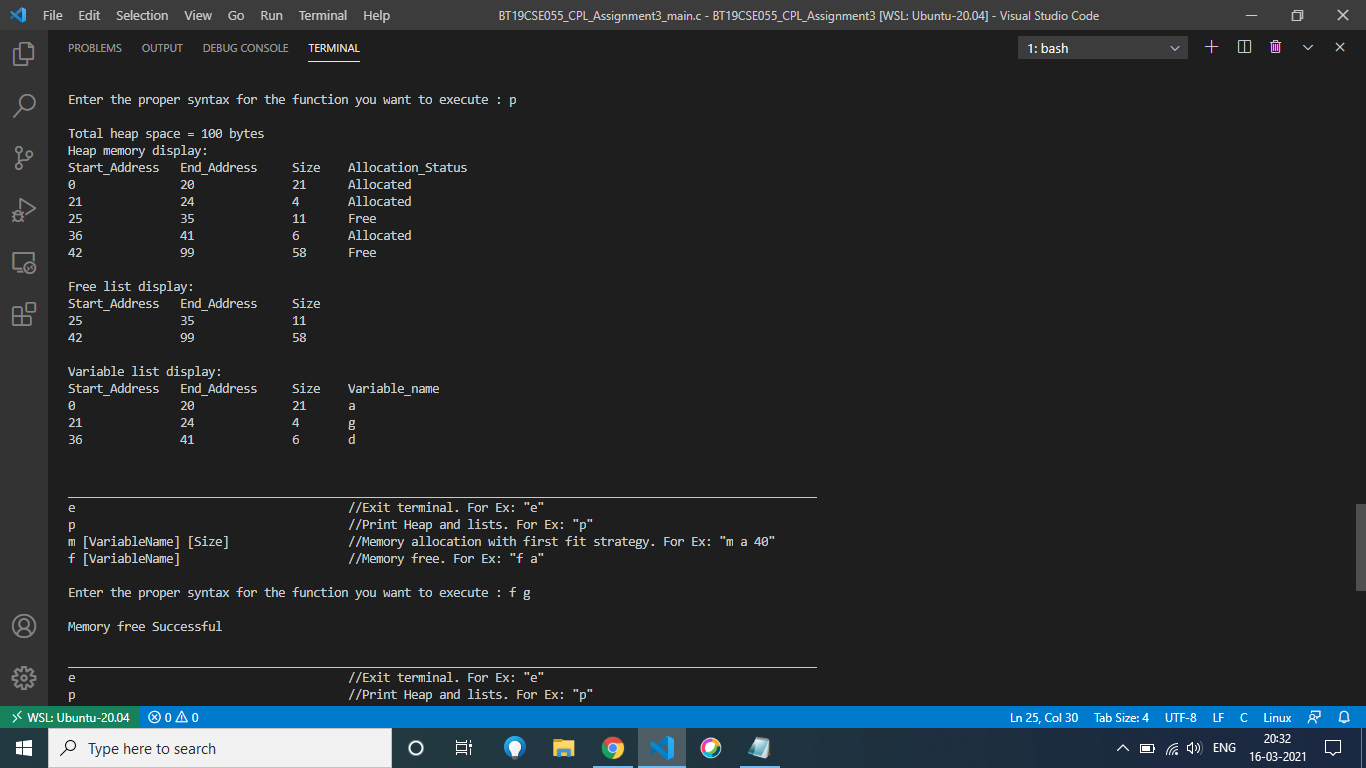 File Edit Selection View Go Run Terminal Help BT19CSE055_CPL_Assignment3_main.c - BT19CSE055_CPL_Assignment3 [WSL: Ubuntu-20.04] - Visual Studio Code
PROBLEMS OUTPUT DEBUG CONSOLE TERMINAL 1: bash
Enter the proper syntax for the function you want to execute : p
Total heap space = 100 bytes
Heap memory display:
Start_Address End_Address Size Allocation_Status
0 20 21 Allocated
21 24 4 Allocated
25 35 11 Free
36 41 6 Allocated
42 99 58 Free
Free list display:
Start_Address End_Address Size
25 35 11
42 99 58
Variable list display:
Start_Address End_Address Size Variable_name
0 20 21 a
21 24 4 g
36 41 6 d
e //Exit terminal. For Ex: "e"
p //Print Heap and lists. For Ex: "p"
m [VariableName] [Size] //Memory allocation with first fit strategy. For Ex: "m a 40"
f [VariableName] //Memory free. For Ex: "f a"
Enter the proper syntax for the function you want to execute : f g
Memory free Successful
e //Exit terminal. For Ex: "e"
p //Print Heap and lists. For Ex: "p"
WSL: Ubuntu-20.04 0 0 Ln 25, Col 30 Tab Size: 4 UTF-8 LF C Linux
Type here to search ENG 20:32
16-03-2021